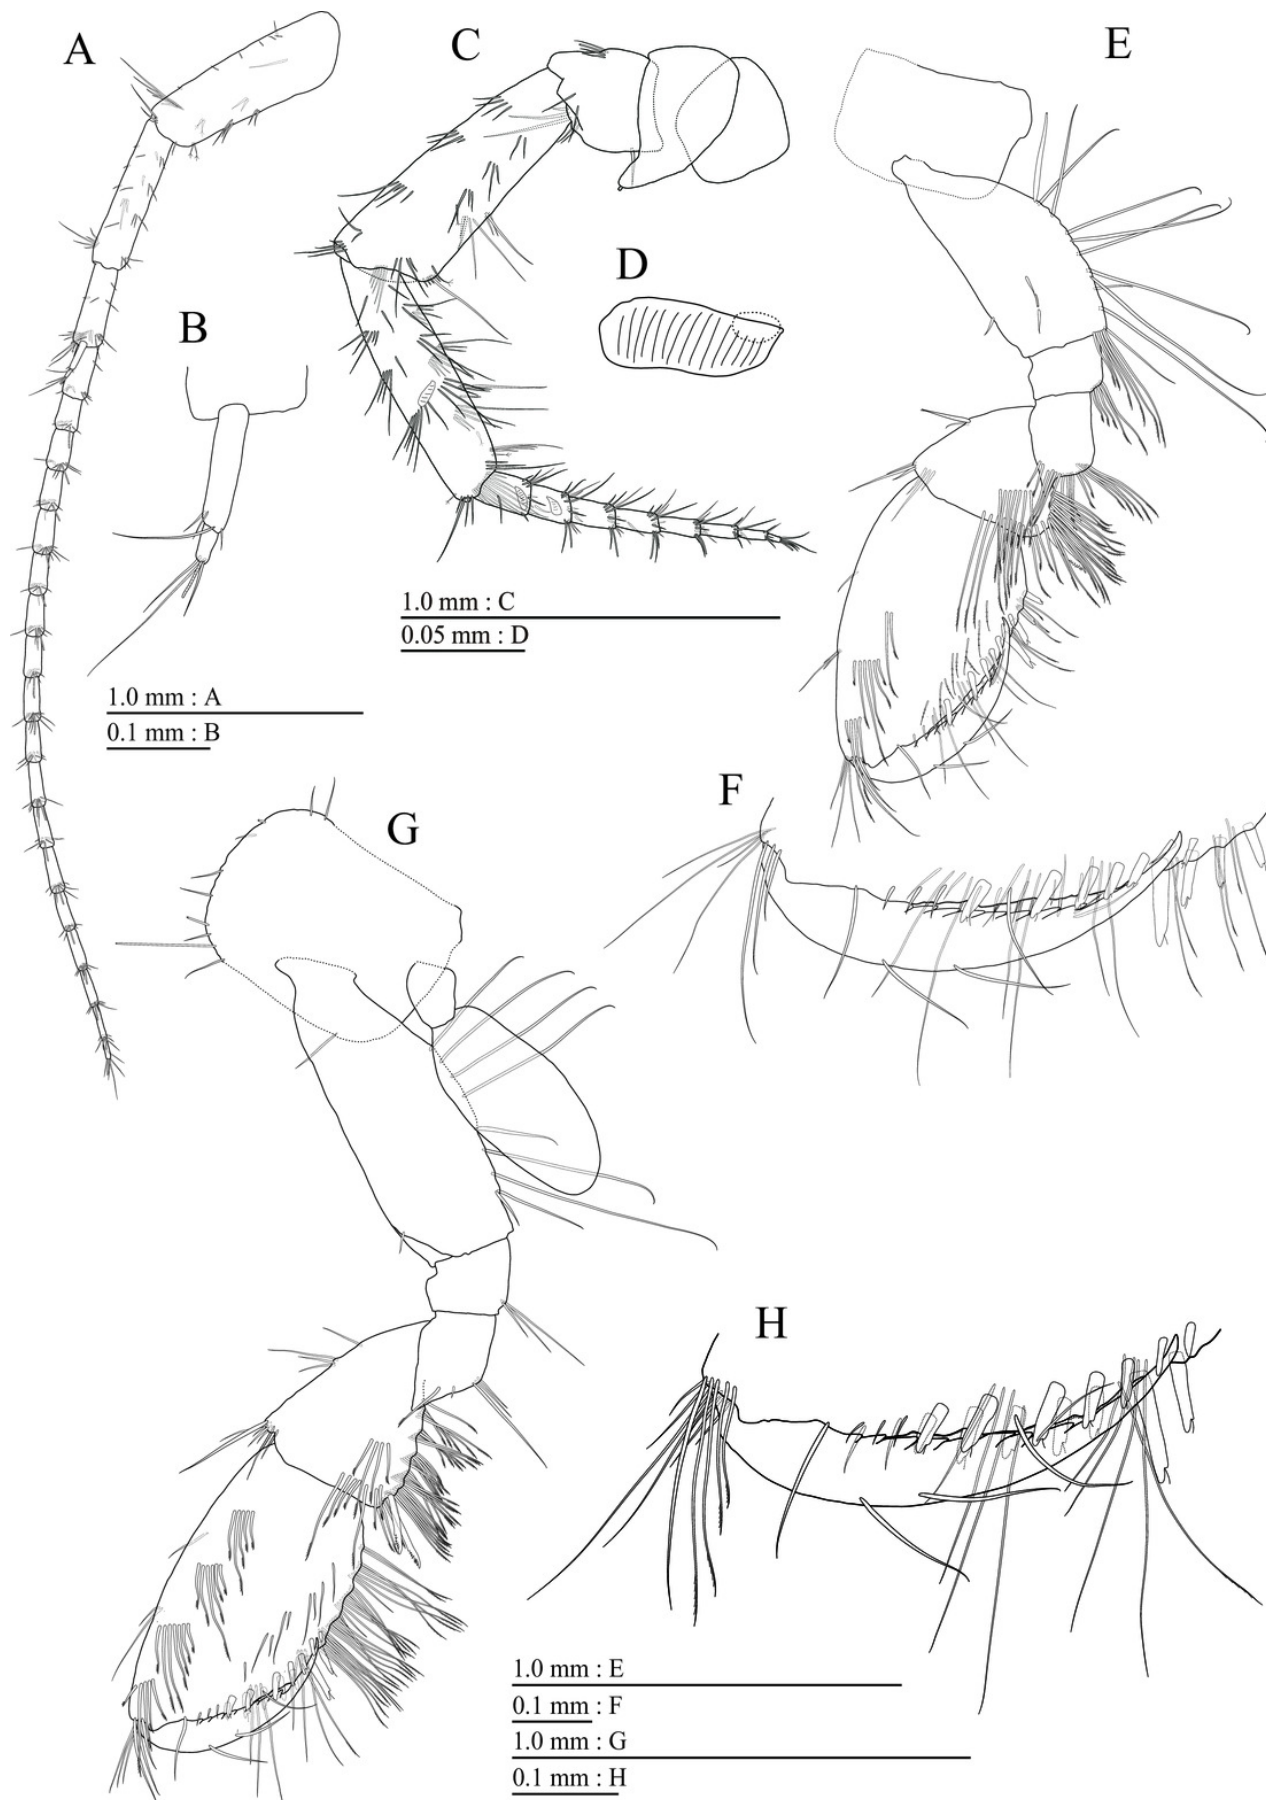 A
C
E
B
D
1.0 mm : C
0.05 mm : D
1.0 mm : A
0.1 mm : B
F
G
H
1.0 mm : E
0.1 mm : F
1.0 mm : G
0.1 mm : H